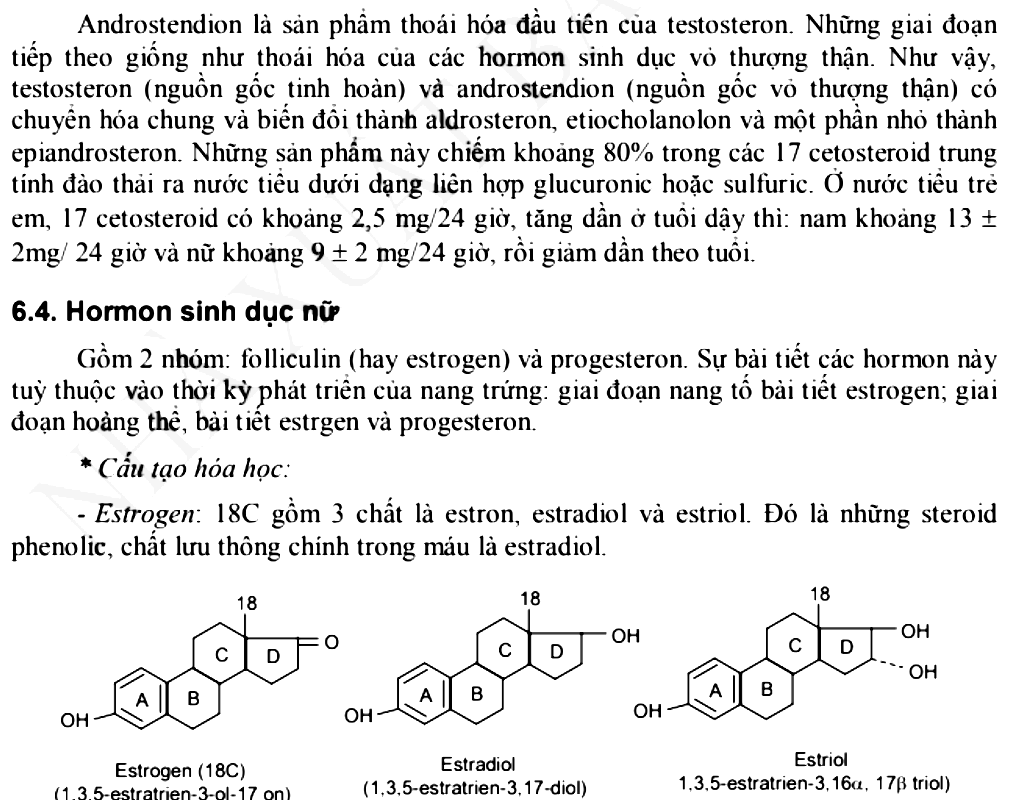 Androstendion là sản phẩm thoái hóa đầu tiên của testosteron. Những giai đoạn
tiếp theo giống như thoái hóa của các hormon sinh dục vỏ thượng thận. Như vậy,
testosteron (nguồn gốc tinh hoàn) và androstendion (nguồn gốc vỏ thượng thận) có
chuyển hóa chung và biến đổi thành aldrosteron, etiocholanolon và một phần nhỏ thành
epiandrosteron. Những sản phẩm này chiếm khoảng 80% trong các 17 cetosteroid trung
tính đào thải ra nước tiểu dưới dạng liên hợp glucuronic hoặc sulfuric. Ở nước tiểu trẻ
em, 17 cetosteroid có khoảng 2,5 mg/24 giờ, tăng dần ở tuổi dậy thì: nam khoảng 13 ±
2mg/ 24 giờ và nữ khoảng 9 ± 2 mg/24 giờ, rồi giảm dần theo tuổi.
6.4. Hormon sinh dục nữ
Gồm 2 nhóm: folliculin (hay estrogen) và progesteron. Sự bài tiết các hormon này
tuỳ thuộc vào thời kỳ phát triển của nang trứng: giai đoạn nang tố bài tiết estrogen; giai
đoạn hoàng thể, bài tiết estrgen và progesteron.
* Cấu tạo hóa học:
- Estrogen: 18C gồm 3 chất là estron, estradiol và estriol. Đó là những steroid
phenolic, chất lưu thông chính trong máu là estradiol.
18 O C D A B OH
18 OH C D A B OH
18 OH C D OH A B OH
Estrogen (18C)
(1,3,5-estratrien-3-ol-17 on)
Estradiol
(1,3,5-estratrien-3,17-diol)
Estriol
1,3,5-estratrien-3,16α, 17β triol)